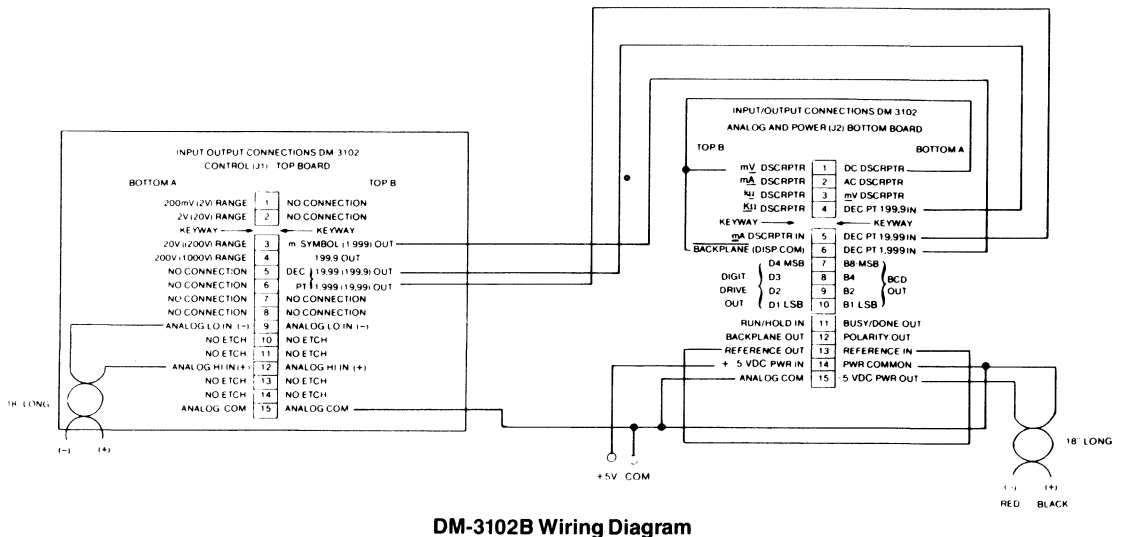 INPUT OUTPUT CONNECTIONS DM 3102
CONTROL (J1) TOP BOARD
BOTTOM A TOP B
200mV (2V) RANGE 1 NO CONNECTION
2V (20V) RANGE 2 NO CONNECTION
KEYWAY KEYWAY
20V (200V) RANGE 3 m SYMBOL (1 999) OUT
200V (1000V) RANGE 4 199.9 OUT
NO CONNECTION 5 DEC 19.99 (199.9) OUT
NO CONNECTION 6 PT 1.999 (19,99) OUT
NO CONNECTION 7 NO CONNECTION
NO CONNECTION 8 NO CONNECTION
ANALOG LO IN (-) 9 ANALOG LO IN (-)
NO ETCH 10 NO ETCH
NO ETCH 11 NO ETCH
ANALOG HI IN (+) 12 ANALOG HI IN (+)
NO ETCH 13 NO ETCH
NO ETCH 14 NO ETCH
ANALOG COM 15 ANALOG COM
18" LONG
(-) (+)
INPUT/OUTPUT CONNECTIONS DM 3102
ANALOG AND POWER (J2) BOTTOM BOARD
TOP B BOTTOM A
mV DSCRPTR 1 DC DSCRPTR
mA DSCRPTR 2 AC DSCRPTR
kΩ DSCRPTR 3 mV DSCRPTR
KΩ DSCRPTR 4 DEC PT 199.9 IN
KEYWAY KEYWAY
mA DSCRPTR IN 5 DEC PT 19.99 IN
BACKPLANE (DISP COM) 6 DEC PT 1,999 IN
D4 MSB 7 B8-MSB
DIGIT D3 8 B4 BCD
DRIVE D2 9 B2 OUT
OUT D1 LSB 10 B1 LSB
RUN/HOLD IN 11 BUSY/DONE OUT
BACKPLANE OUT 12 POLARITY OUT
REFERENCE OUT 13 REFERENCE IN
+ 5 VDC PWR IN 14 PWR COMMON
ANALOG COM 15 - 5 VDC PWR OUT
+5V COM
18" LONG
(-) (+)
RED BLACK
DM-3102B Wiring Diagram